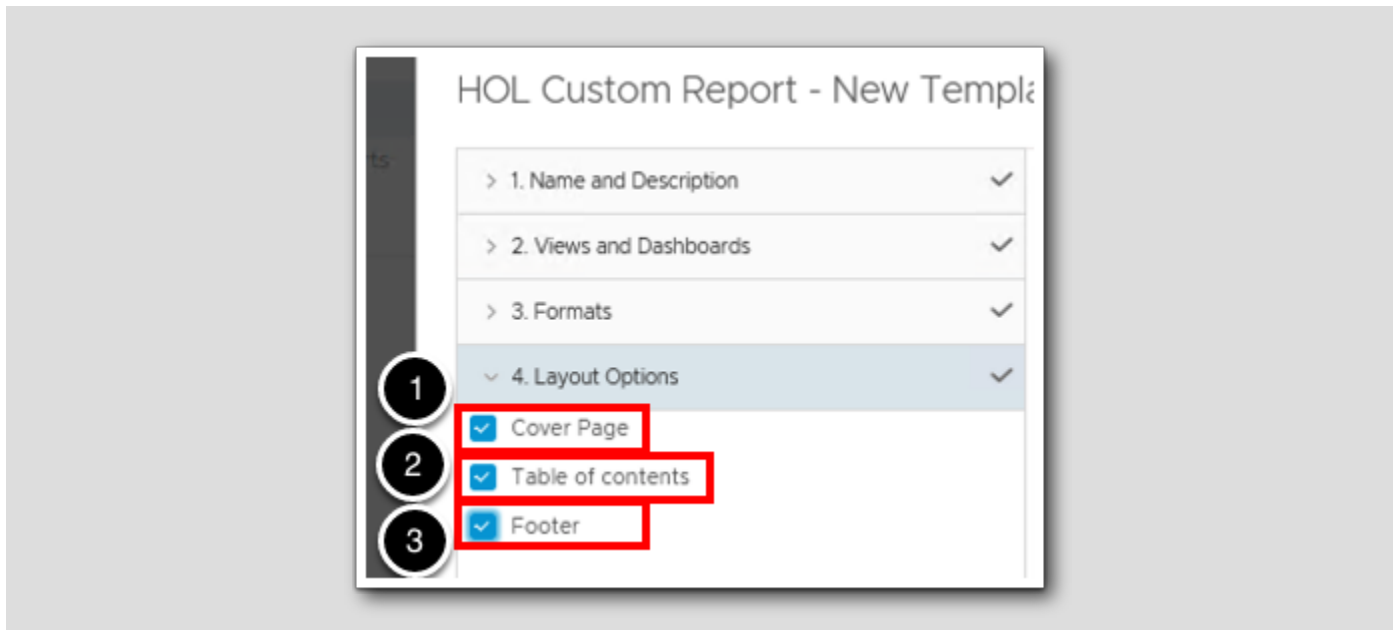 HOL Custom Report - New Templa
ts
> 1. Name and Description
> 2. Views and Dashboards
> 3. Formats
4. Layout Options
1
Cover Page
2
Table of contents
3
Footer